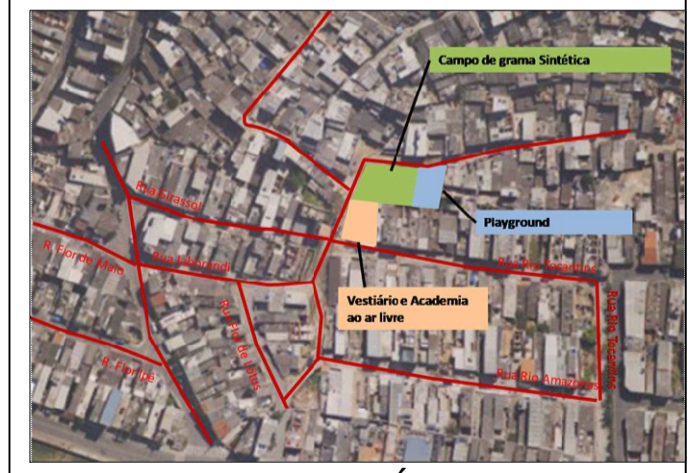 Campo de grama Sintética
Rua Girassol
Playground
R. Flor de Maio
Rua Jaborandi
Rua Rio Tocantins
Vestiário e Academia
ao ar livre
Rua Flor de Lotus
Rua Rio Tocantins
R. Flor Ipê
Rua Rio Amazonas